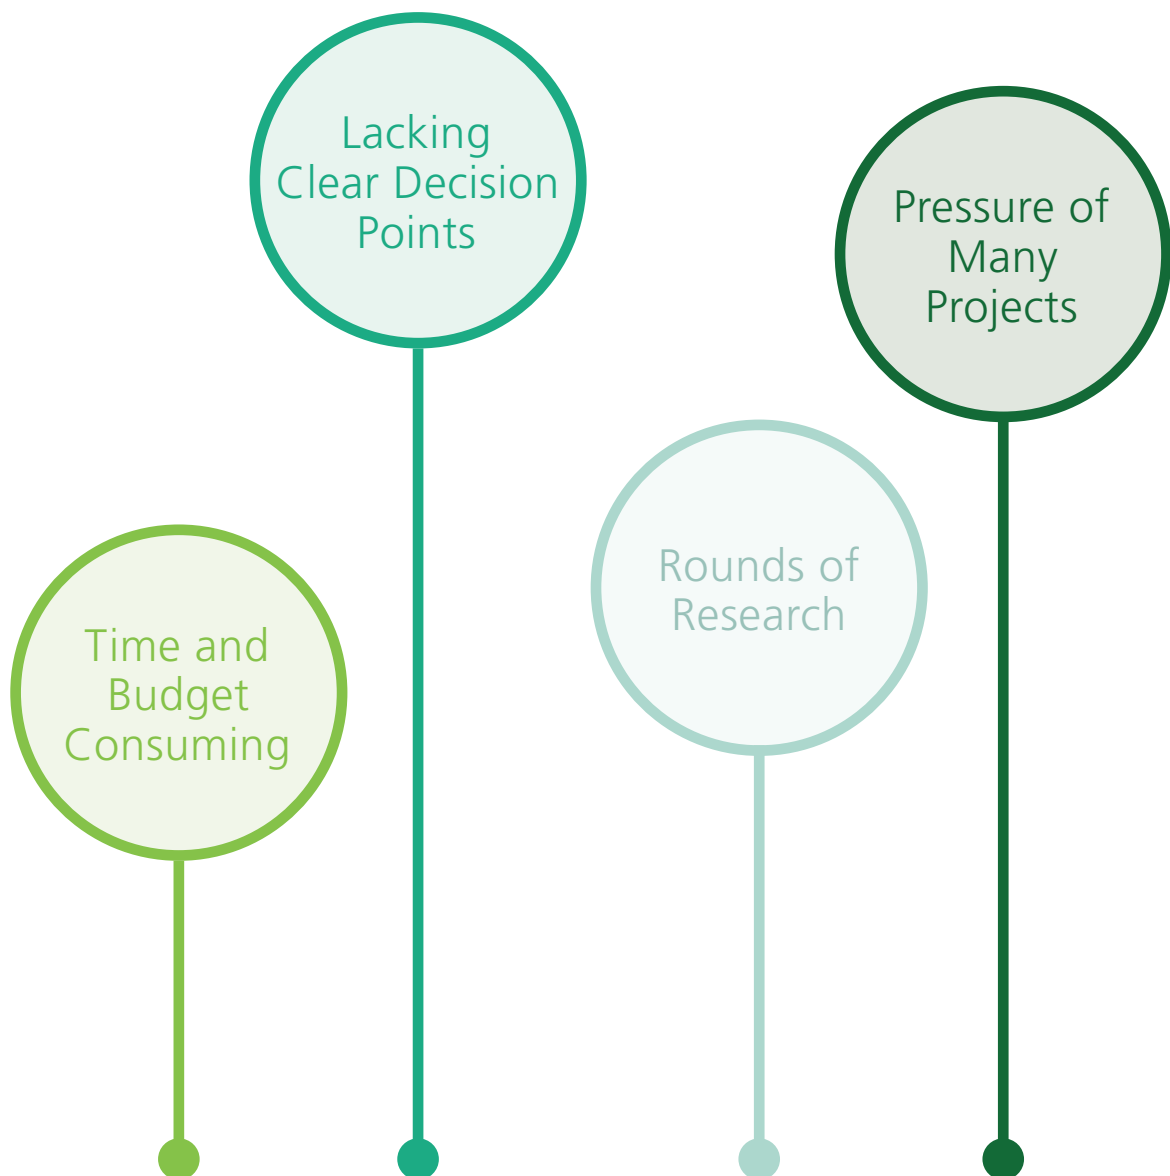 Lacking
Clear Decision
Points
Pressure of
Many
Projects
Rounds of
Research
Time and
Budget
Consuming